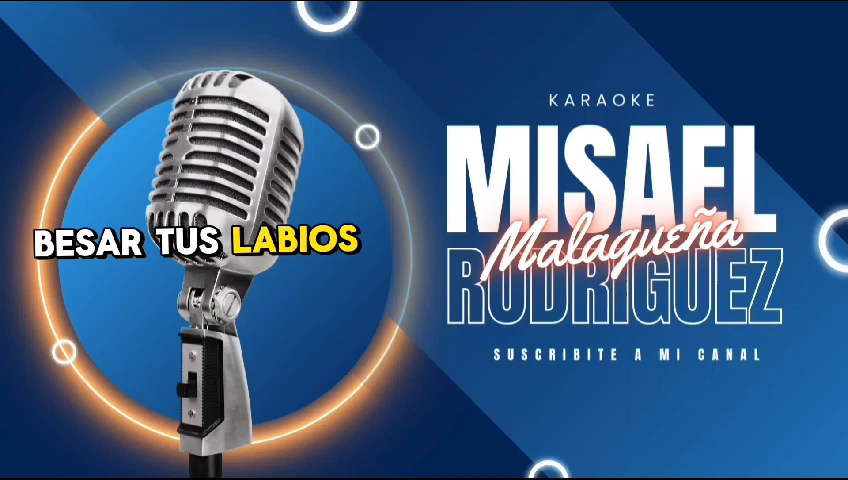 BESAR TUS LABIOS
KARAOKE
MISAEL
Malagueña
RODRIGUEZ
SUSCRIBITE A MI CANAL